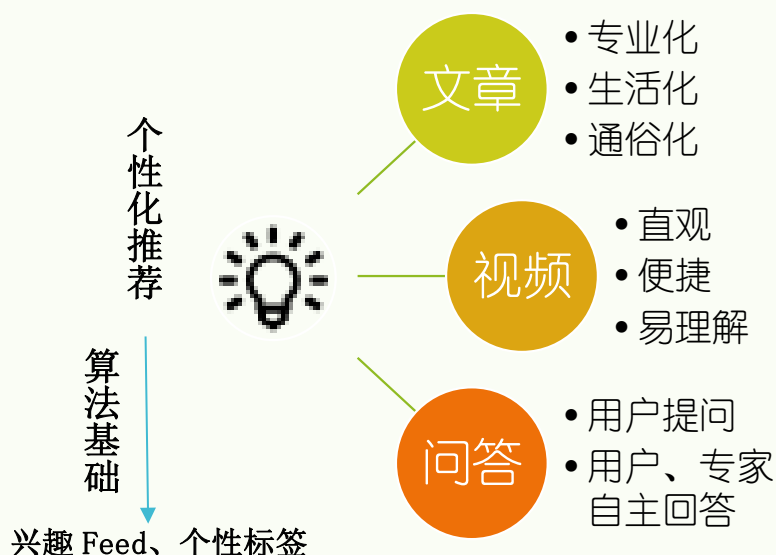 个性化推荐
算法基础
兴趣 Feed、个性标签
文章
• 专业化
• 生活化
• 通俗化
视频
• 直观
• 便捷
• 易理解
问答
• 用户提问
• 用户、专家
自主回答